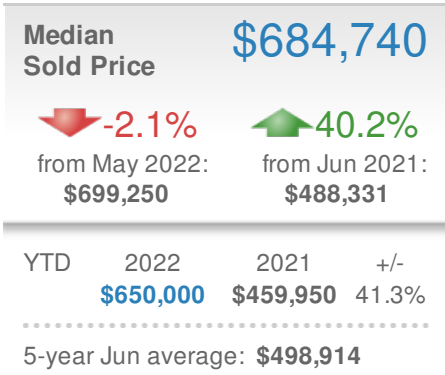 Median $684,740
Sold Price
-2.1% 40.2%
from May 2022: from Jun 2021:
$699,250 $488,331
YTD 2022 2021 +/-
$650,000 $459,950 41.3%
5-year Jun average: $498,914